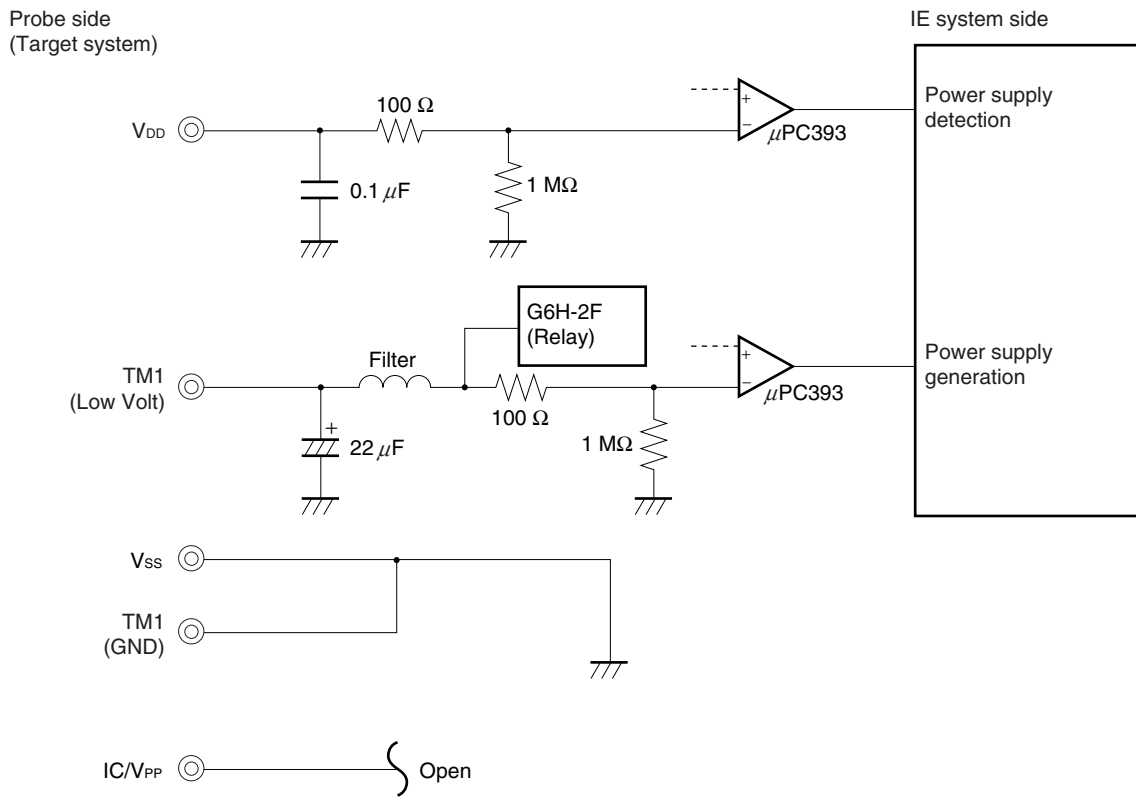 Probe side
(Target system)
IE system side
100 Ω
+
−
VDD
μPC393
Power supply
detection
0.1 μF
1 MΩ
G6H-2F
(Relay)
Filter
+
−
TM1
(Low Volt)
μPC393
Power supply
generation
100 Ω
+
22 μF
1 MΩ
VSS
TM1
(GND)
IC/VPP
Open